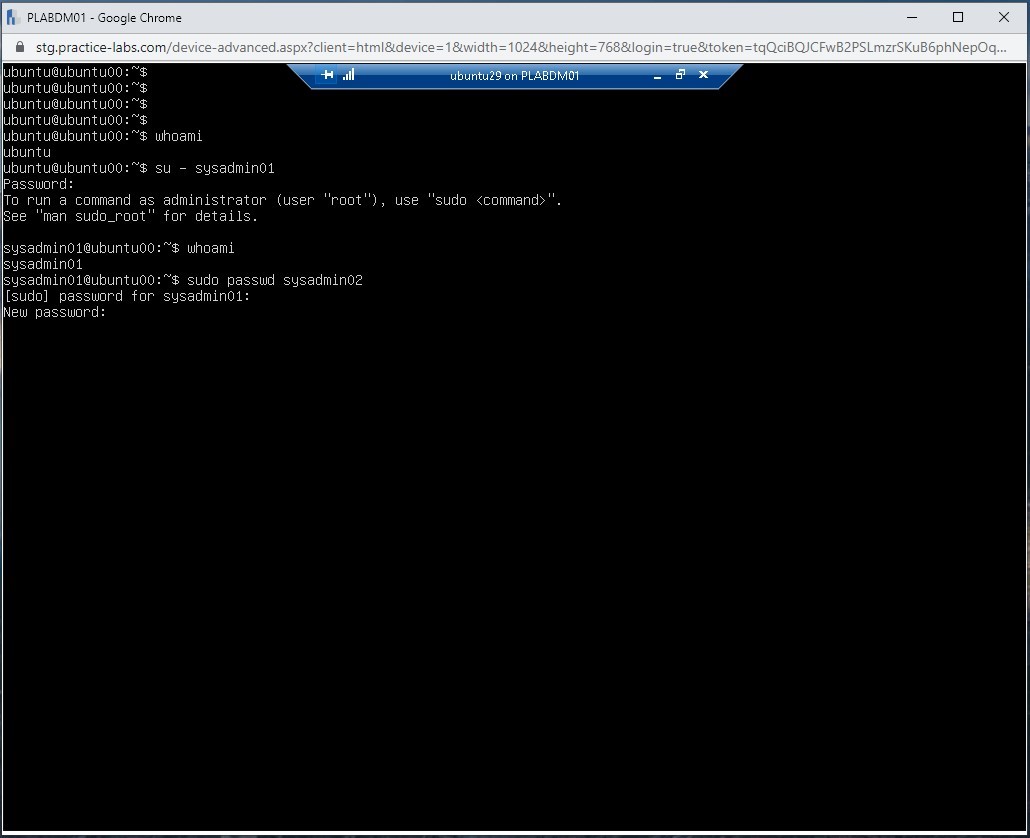 PLABDM01 - Google Chrome
stg.practice-labs.com/device-advanced.aspx?client=html&device=1&width=1024&height=768&login=true&token=tqQciBQJCFwB2PSLmzrSKuB6phNepOq...
ubuntu29 on PLABDM01
ubuntu@ubuntu00:~$
ubuntu@ubuntu00:~$
ubuntu@ubuntu00:~$
ubuntu@ubuntu00:~$
ubuntu@ubuntu00:~$ whoami
ubuntu
ubuntu@ubuntu00:~$ su - sysadmin01
Password:
To run a command as administrator (user "root"), use "sudo <command>".
See "man sudo_root" for details.
sysadmin01@ubuntu00:~$ whoami
sysadmin01
sysadmin01@ubuntu00:~$ sudo passwd sysadmin02
[sudo] password for sysadmin01:
New password: